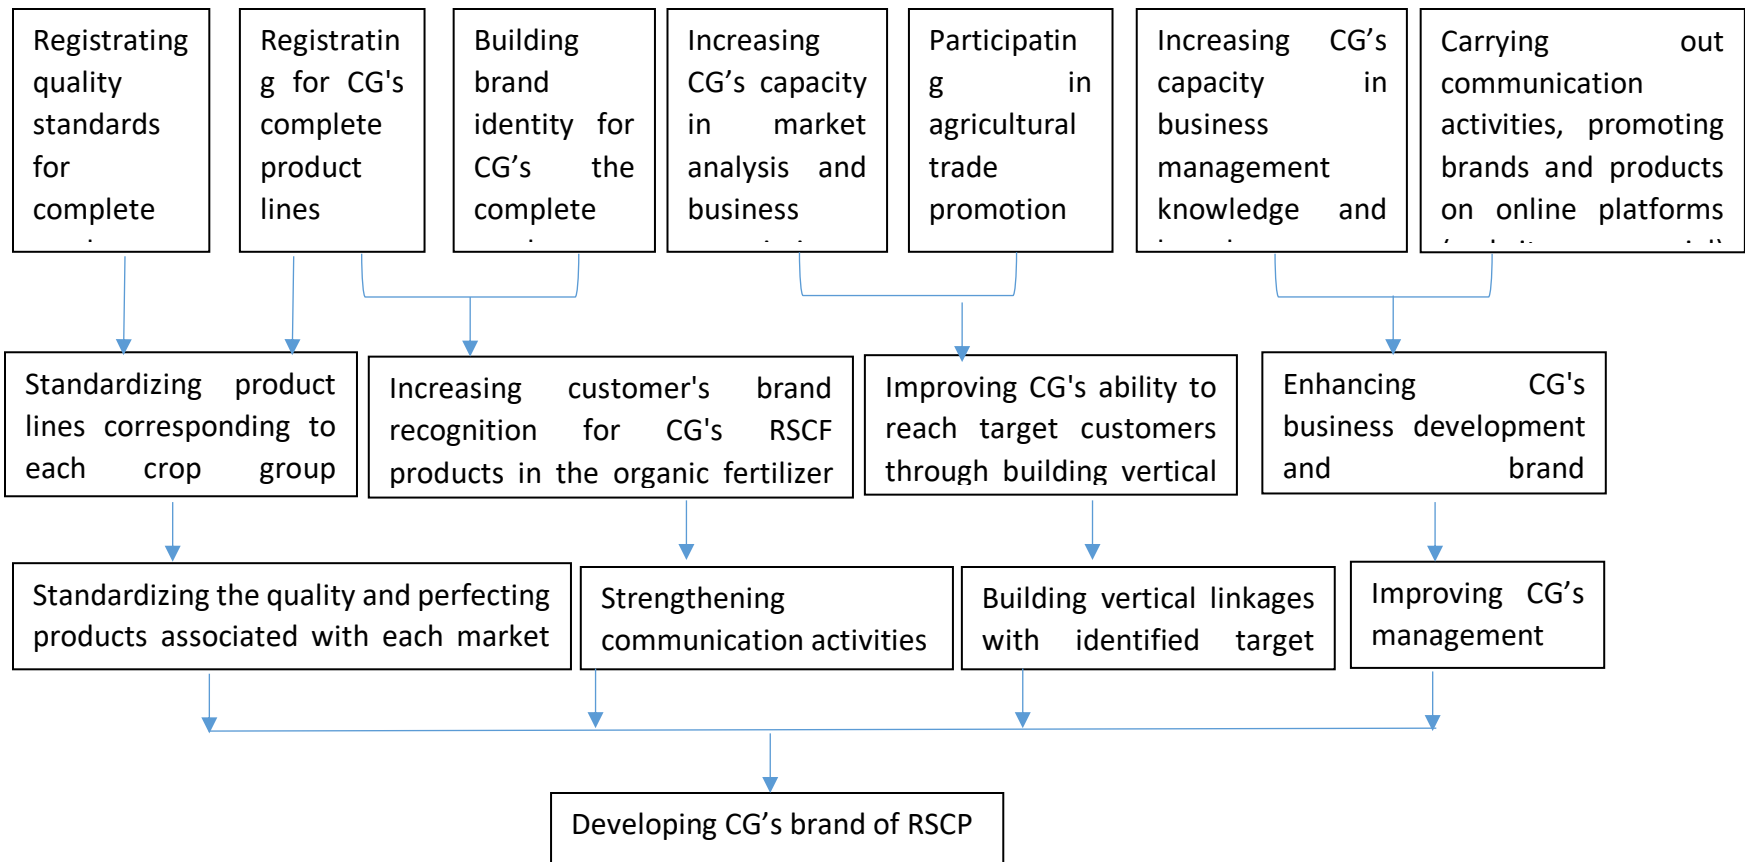 Registrating
quality
standards
for
complete
Registratin
g for CG's
complete
product
lines
Building
brand
identity for
CG’s the
complete
Increasing
CG’s capacity
in market
analysis and
business
Participatin
g in
agricultural
trade
promotion
Increasing CG’s
capacity in
business
management
knowledge and
Carrying out
communication
activities, promoting
brands and products
on online platforms
Standardizing product
lines corresponding to
each crop group
Increasing customer's brand
recognition for CG's RSCF
products in the organic fertilizer
Improving CG's ability to
reach target customers
through building vertical
Enhancing CG's
business development
and brand
Standardizing the quality and perfecting
products associated with each market
Strengthening
communication activities
Building vertical linkages
with identified target
Improving CG’s
management
Developing CG’s brand of RSCP